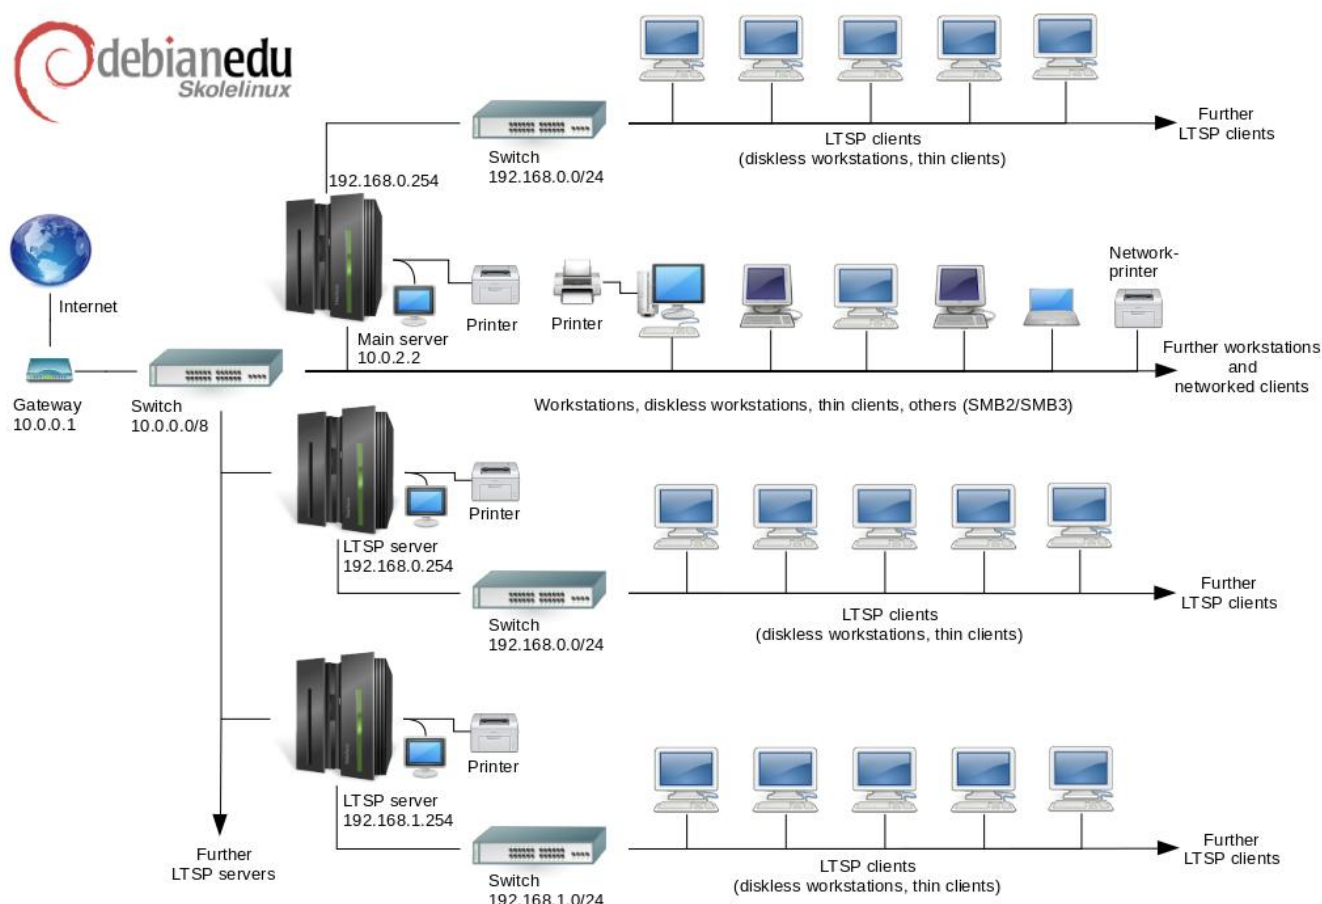 debianedu
Skolelinux
Further
LTSP clients
LTSP clients
(diskless workstations, thin clients)
Switch
192.168.0.0/24
192.168.0.254
Internet
Network-
printer
Printer
Printer
Main server
10.0.2.2
Further workstations
and
networked clients
Gateway
10.0.0.1
Switch
10.0.0.0/8
Workstations, diskless workstations, thin clients, others (SMB2/SMB3)
Printer
LTSP server
192.168.0.254
Switch
192.168.0.0/24
LTSP clients
(diskless workstations, thin clients)
Further
LTSP clients
Printer
LTSP server
192.168.1.254
Further
LTSP servers
Switch
192.168.1.0/24
LTSP clients
(diskless workstations, thin clients)
Further
LTSP clients